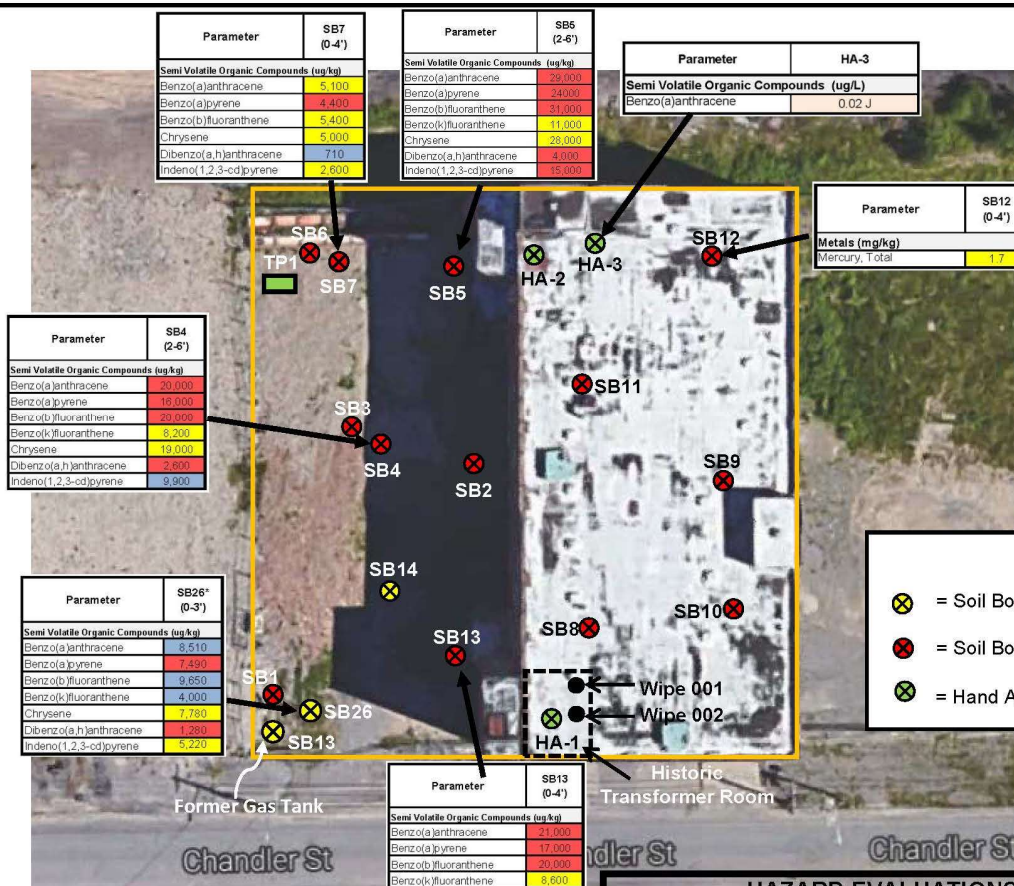 Parameter SB7 (0-4')
Semi Volatile Organic Compounds (ug/kg)
Benzo(a)anthracene 5,100
Benzo(a)pyrene 4,400
Benzo(b)fluoranthene 5,400
Chrysene 5,000
Dibenzo(a,h)anthracene 710
Indeno(1,2,3-cd)pyrene 2,600
Parameter SB5 (2-6')
Semi Volatile Organic Compounds (ug/kg)
Benzo(a)anthracene 29,000
Benzo(a)pyrene 24000
Benzo(b)fluoranthene 31,000
Benzo(k)fluoranthene 11,000
Chrysene 28,000
Dibenzo(a,h)anthracene 4,000
Indeno(1,2,3-cd)pyrene 15,000
Parameter HA-3
Semi Volatile Organic Compounds (ug/L)
Benzo(a)anthracene 0.02 J
Parameter SB12 (0-4')
Metals (mg/kg)
Mercury, Total 1.7
SB6
TP1
SB7
SB5
HA-2
HA-3
SB12
Parameter SB4 (2-6')
Semi Volatile Organic Compounds (ug/kg)
Benzo(a)anthracene 20,000
Benzo(a)pyrene 16,000
Benzo(b)fluoranthene 20,000
Benzo(k)fluoranthene 8,200
Chrysene 19,000
Dibenzo(a,h)anthracene 2,600
Indeno(1,2,3-cd)pyrene 9,900
SB11
SB3
SB4
SB2
SB9
SB14
SB10
SB8
SB13
Parameter SB26* (0-3')
Semi Volatile Organic Compounds (ug/kg)
Benzo(a)anthracene 8,510
Benzo(a)pyrene 7,490
Benzo(b)fluoranthene 9,650
Benzo(k)fluoranthene 4,000
Chrysene 7,780
Dibenzo(a,h)anthracene 1,280
Indeno(1,2,3-cd)pyrene 5,220
SB1
SB26
SB13
Wipe 001
Wipe 002
HA-1
= Soil Bo
= Soil Bo
= Hand A
Former Gas Tank
Historic
Transformer Room
Parameter SB13 (0-4')
Semi Volatile Organic Compounds (ug/kg)
Benzo(a)anthracene 21,000
Benzo(a)pyrene 17,000
Benzo(b)fluoranthene 20,000
Benzo(k)fluoranthene 8,600
Chandler St
ndler St
Chandler St
HAZARD EVALUATIONS